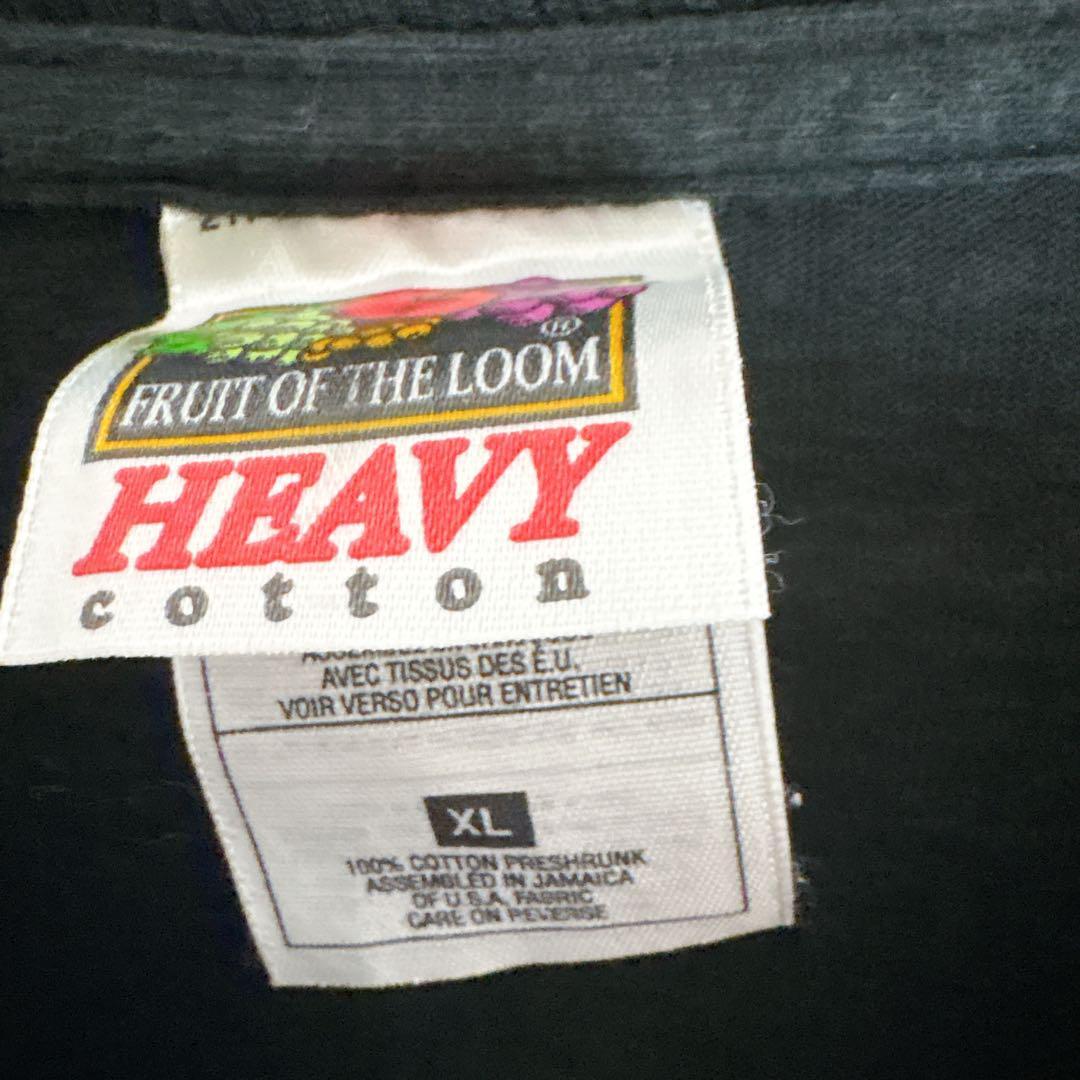 FRUIT OF THE LOOM ®
HEAVY
cotton
AVEC TISSUS DES É.U.
VOIR VERSO POUR ENTRETIEN
XL
100% COTTON PRESHRUNK
ASSEMBLED IN JAMAICA
OF U.S.A. FABRIC
CARE ON REVERSE